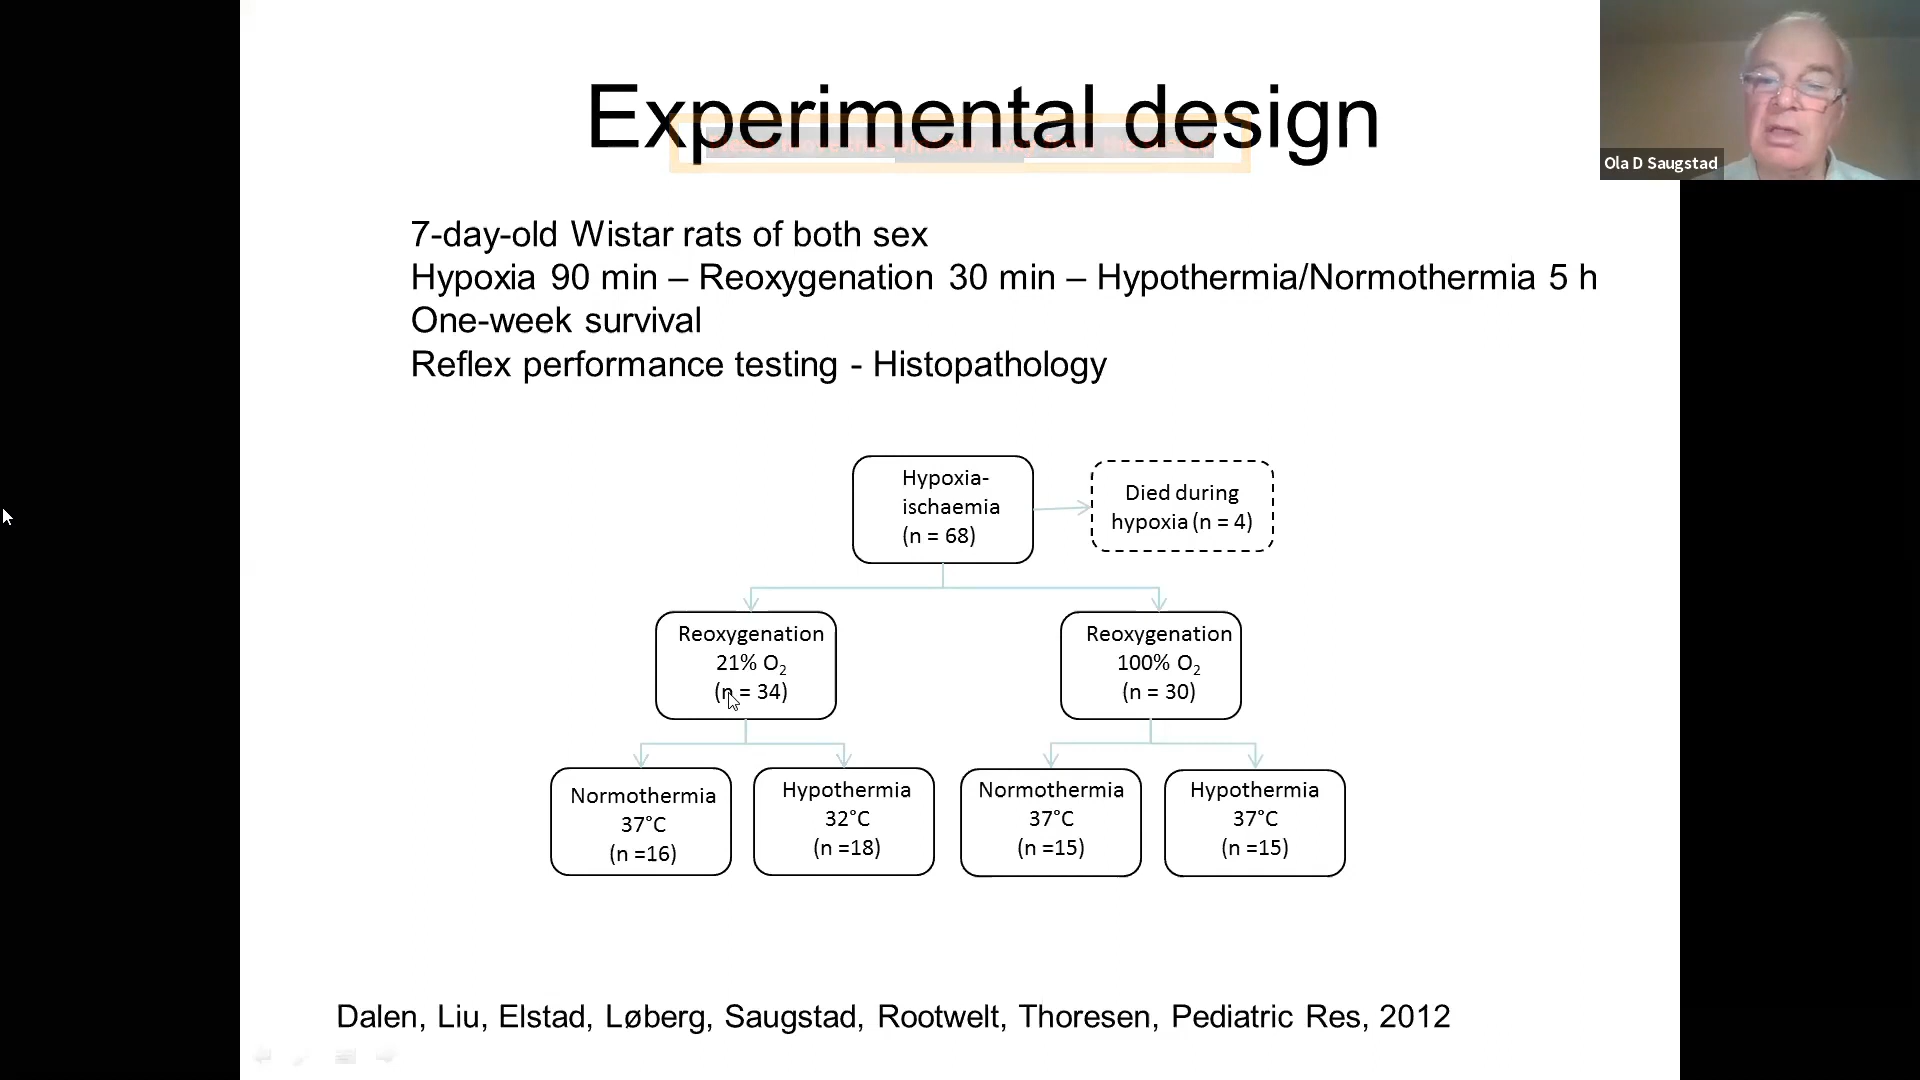 Experimental design
Ola D Saugstad
7-day-old Wistar rats of both sex
Hypoxia 90 min – Reoxygenation 30 min – Hypothermia/Normothermia 5 h
One-week survival
Reflex performance testing - Histopathology
Hypoxia-
ischaemia
(n = 68)
Died during
hypoxia (n = 4)
Reoxygenation
21% O₂
(n = 34)
Reoxygenation
100% O₂
(n = 30)
Normothermia
37°C
(n =16)
Hypothermia
32°C
(n =18)
Normothermia
37°C
(n =15)
Hypothermia
37°C
(n =15)
Dalen, Liu, Elstad, Løberg, Saugstad, Rootwelt, Thoresen, Pediatric Res, 2012